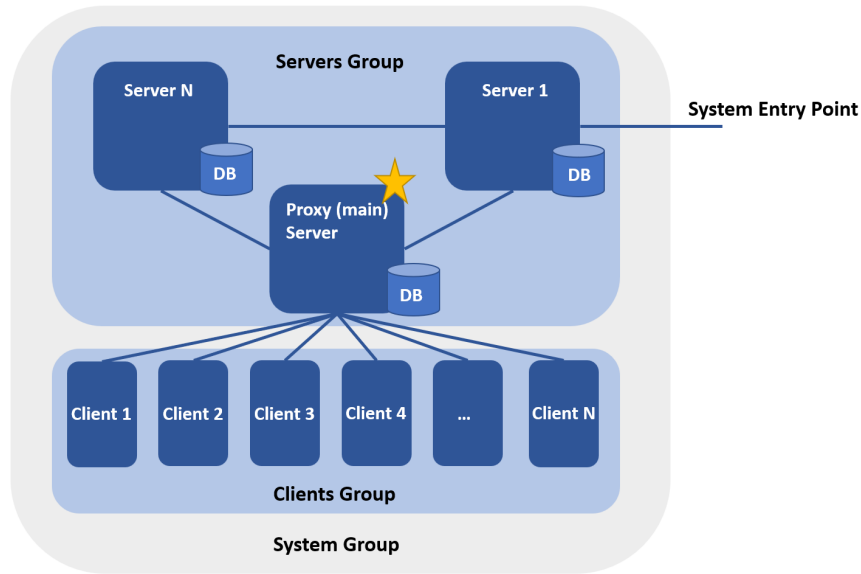 Servers Group
Server N
Server 1
System Entry Point
DB
DB
Proxy (main)
Server
DB
Client 1
Client 2
Client 3
Client 4
...
Client N
Clients Group
System Group